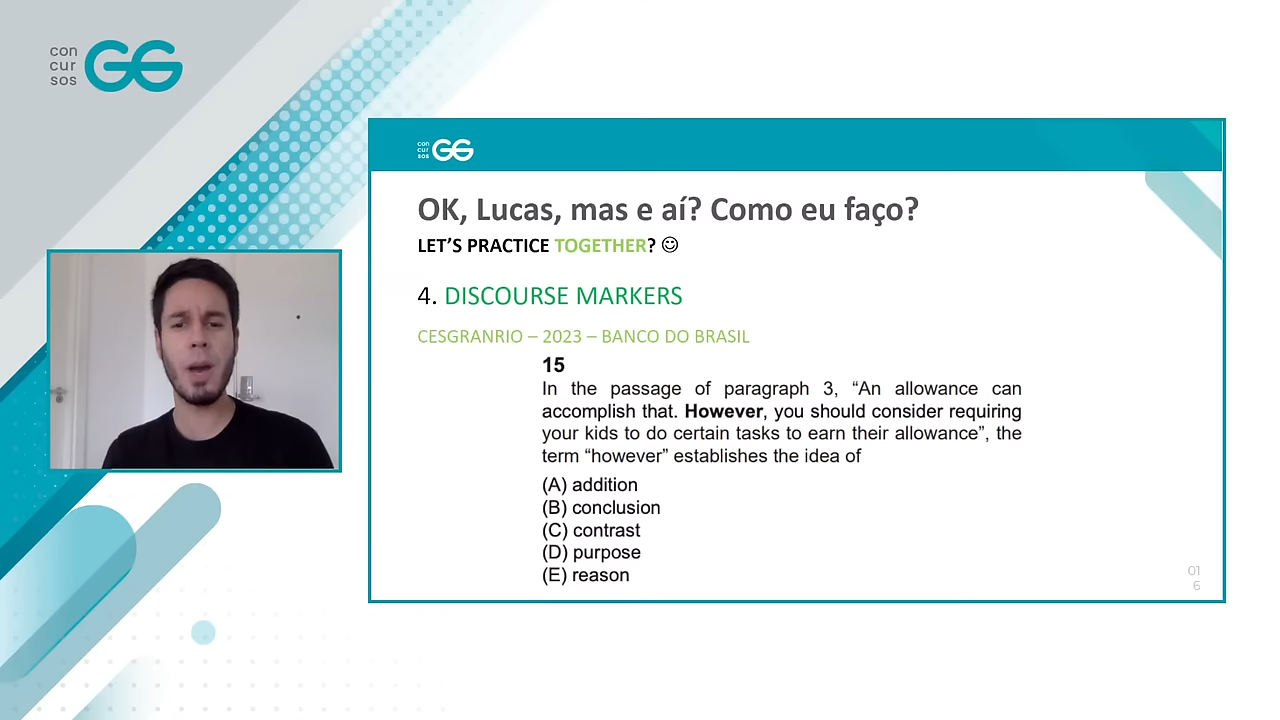 con
cur
sos
GG
con
cur
sos
GG
OK, Lucas, mas e aí? Como eu faço?
LET'S PRACTICE TOGETHER? ☺
4. DISCOURSE MARKERS
CESGRANRIO – 2023 – BANCO DO BRASIL
15
In the passage of paragraph 3, “An allowance can
accomplish that. However, you should consider requiring
your kids to do certain tasks to earn their allowance”, the
term “however” establishes the idea of
(A) addition
(B) conclusion
(C) contrast
(D) purpose
(E) reason
01
6